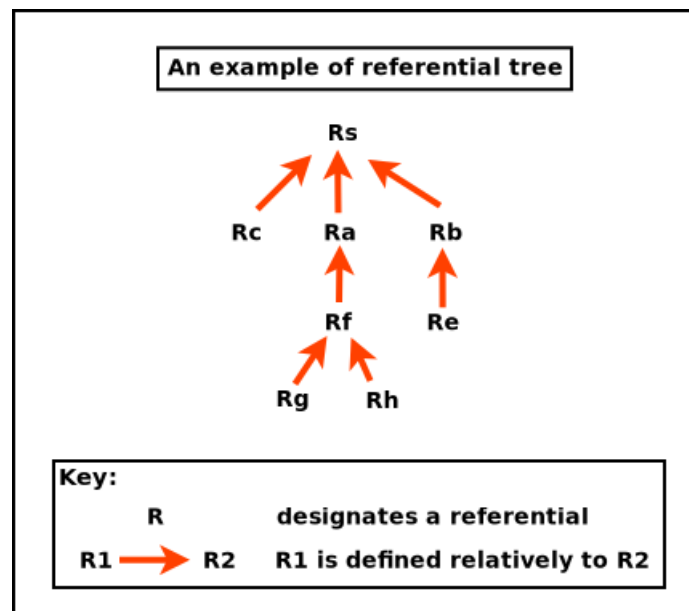 An example of referential tree
Rs
Rc Ra Rb
Rf Re
Rg Rh
Key:
R designates a referential
R1 R2 R1 is defined relatively to R2